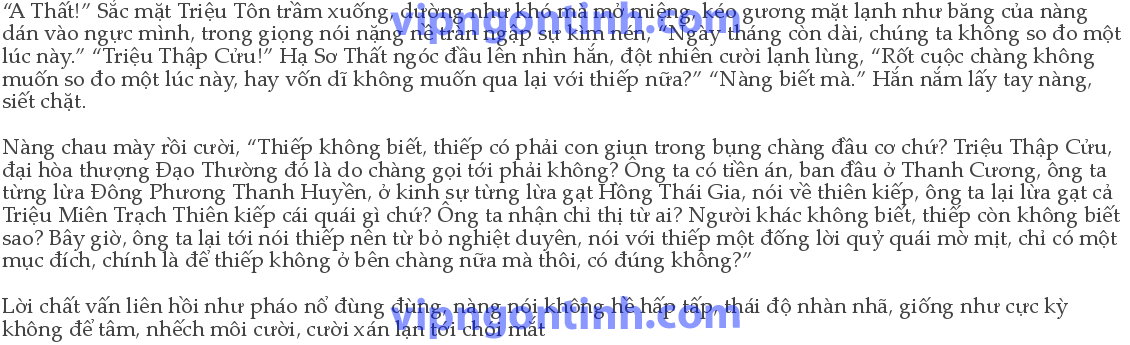 “A Thất!” Sắc mặt Triệu Tôn trầm xuống, dường như khó mà mở miệng, kéo gương mặt lạnh như băng của nàng
dán vào ngực mình, trong giọng nói nặng nề tràn ngập sự kìm nén, “Ngày tháng còn dài, chúng ta không so đo một
lúc này.” “Triệu Thập Cửu!” Hạ Sơ Thất ngóc đầu lên nhìn hắn, đột nhiên cười lạnh lùng, “Rốt cuộc chàng không
muốn so đo một lúc này, hay vốn dĩ không muốn qua lại với thiếp nữa?” “Nàng biết mà.” Hắn nắm lấy tay nàng,
siết chặt.
Nàng chau mày rồi cười, “Thiếp không biết, thiếp có phải con giun trong bụng chàng đâu cơ chứ? Triệu Thập Cửu,
đại hòa thượng Đạo Thường đó là do chàng gọi tới phải không? Ông ta có tiền án, ban đầu ở Thanh Cương, ông ta
từng lừa Đông Phương Thanh Huyền, ở kinh sư từng lừa gạt Hồng Thái Gia, nói về thiên kiếp, ông ta lại lừa gạt cả
Triệu Miên Trạch Thiên kiếp cái quái gì chứ? Ông ta nhận chỉ thị từ ai? Người khác không biết, thiếp còn không biết
sao? Bây giờ, ông ta lại tới nói thiếp nên từ bỏ nghiệt duyên, nói với thiếp một đống lời quỷ quái mờ mịt, chỉ có một
mục đích, chính là để thiếp không ở bên chàng nữa mà thôi, có đúng không?”
Lời chất vấn liên hồi như pháo nổ đùng đùng, nàng nói không hề hấp tấp, thái độ nhàn nhã, giống như cực kỳ
không để tâm, nhếch môi cười, cười xán lạn tới chói mắt
vipngontinh.com
vipngontinh.com